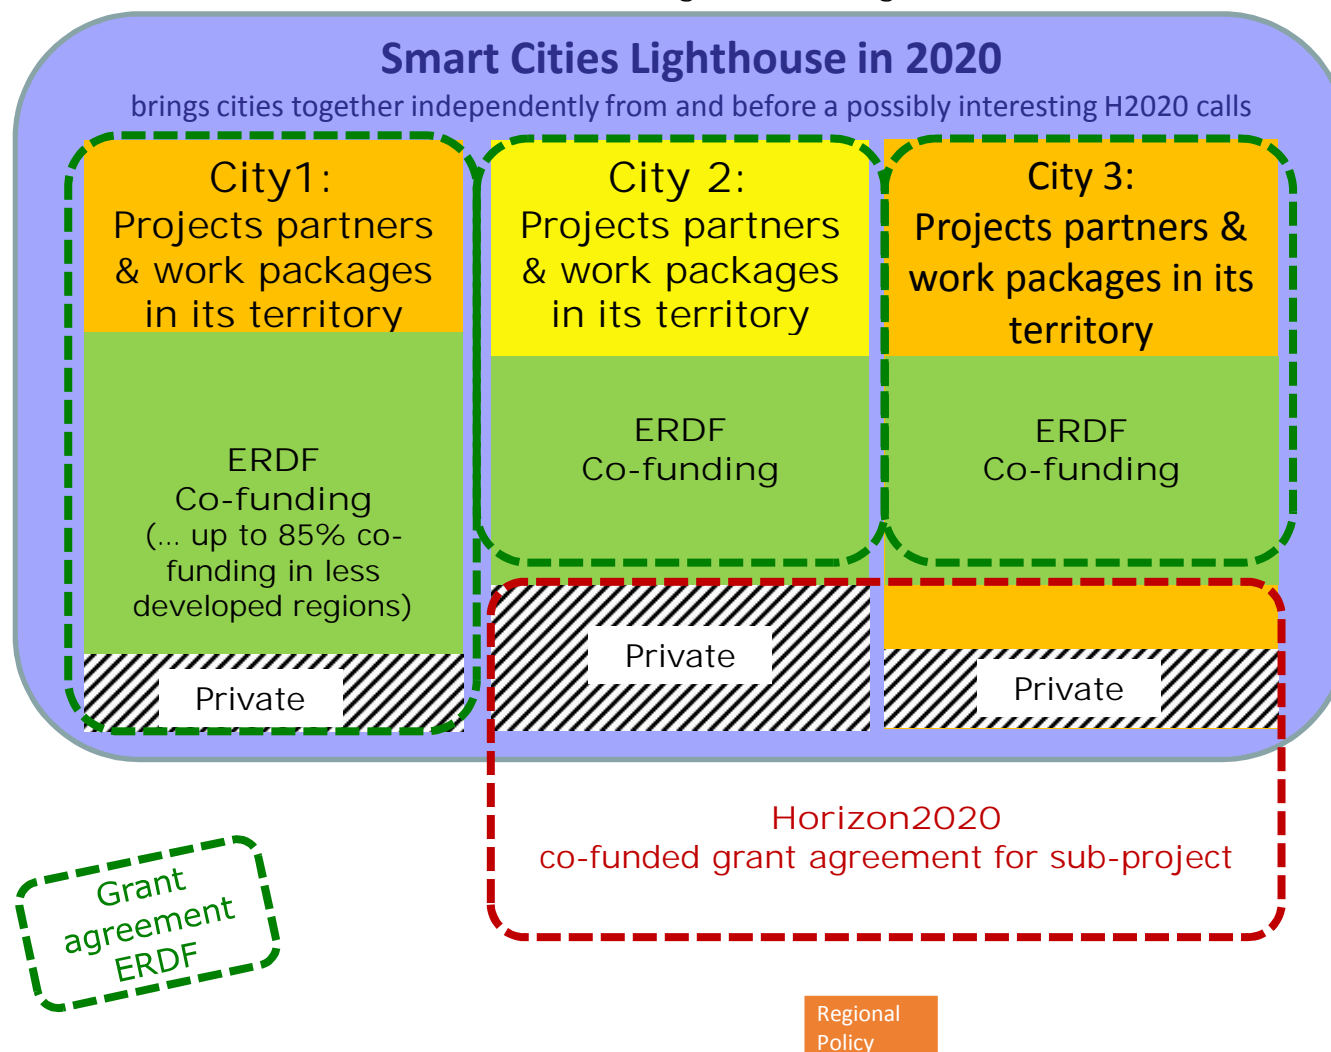 Smart Cities Lighthouse in 2020
brings cities together independently from and before a possibly interesting H2020 calls
City1:
Projects partners
& work packages
in its territory
ERDF
Co-funding
(... up to 85% co-
funding in less
developed regions)
Private
City 2:
Projects partners
& work packages
in its territory
ERDF
Co-funding
Private
City 3:
Projects partners &
work packages in its
territory
ERDF
Co-funding
Private
Horizon2020
co-funded grant agreement for sub-project
Grant
agreement
ERDF
Regional
Policy